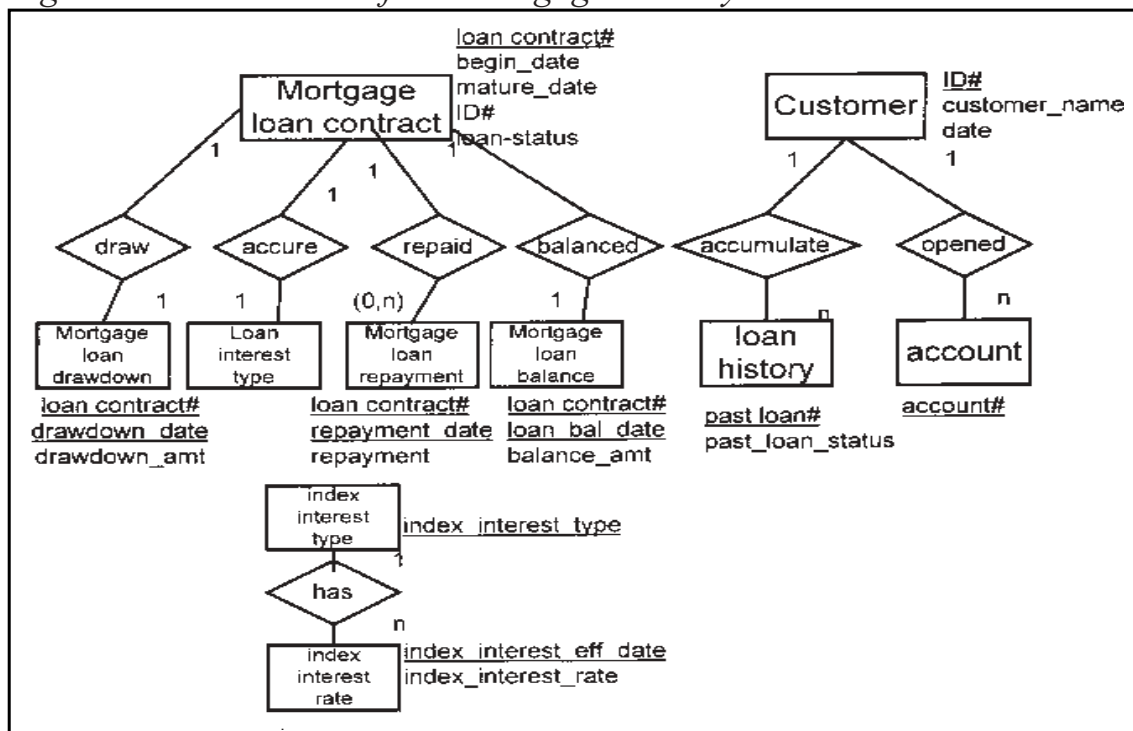 loan contract#
begin_date
mature_date
ID#
loan-status
Mortgage
loan contract
Customer
ID#
customer_name
date
1
1
1
1
1
1
draw
accure
repaid
balanced
accumulate
opened
1
1
(0,n)
1
n
n
Mortgage
loan
drawdown
Loan
interest
type
Mortgage
loan
repayment
Mortgage
loan
balance
loan
history
account
loan contract#
drawdown_date
drawdown_amt
loan contract#
repayment_date
repayment
loan contract#
loan_bal_date
balance_amt
past loan#
past_loan_status
account#
index
interest
type
index_interest_type
1
has
n
index
interest
rate
index_interest_eff_date
index_interest_rate